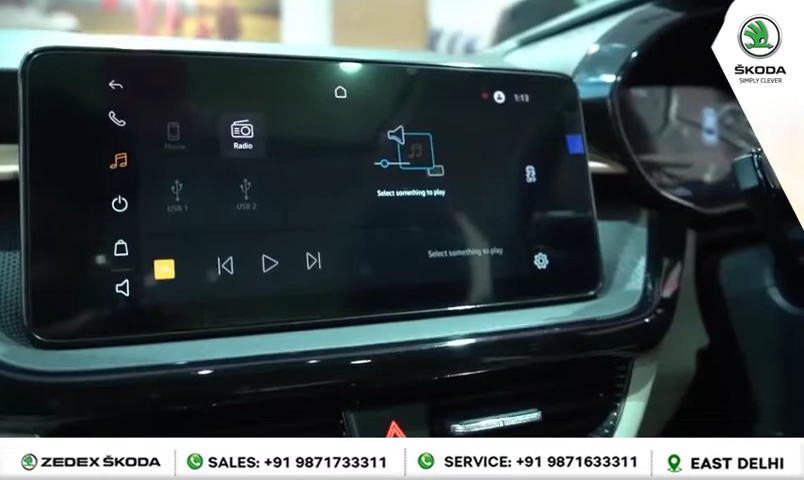 ŠKODA
SIMPLY CLEVER
1:13
Phone
Radio
Select something to play
USB 1
USB 2
Select something to play
ZEDEX ŠKODA
SALES: +91 9871733311
SERVICE: +91 9871633311
EAST DELHI